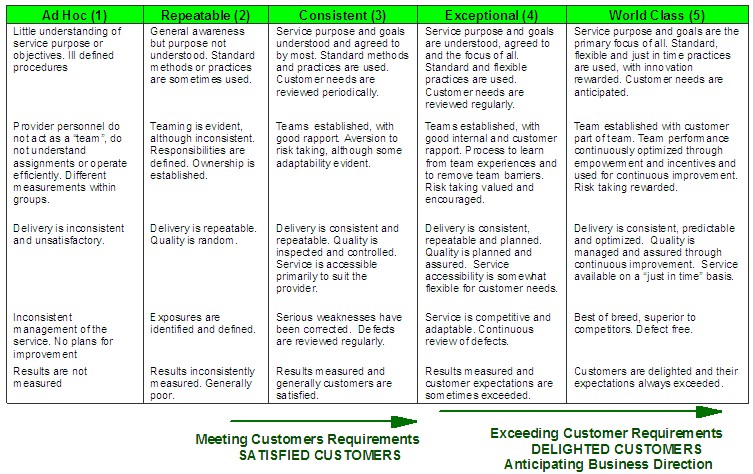 Ad Hoc (1)
Repeatable (2)
Consistent (3)
Exceptional (4)
World Class (5)
Little understanding of
service purpose or
objectives. Ill defined
procedures
General awareness
but purpose not
understood. Standard
methods or practices
are sometimes used.
Service purpose and goals
understood and agreed to
by most. Standard methods
and practices are used.
Customer needs are
reviewed periodically.
Service purpose and goals
are understood, agreed to
and the focus of all.
Standard and flexible
practices are used.
Customer needs are
reviewed regularly.
Service purpose and goals are the
primary focus of all. Standard,
flexible and just in time practices
are used, with innovation
rewarded. Customer needs are
anticipated.
Provider personnel do
not act as a "team", do
not understand
assignments or operate
efficiently. Different
measurements within
groups.
Teaming is evident,
although inconsistent.
Responsibilities are
defined. Ownership is
established.
Teams established, with
good rapport. Aversion to
risk taking, although some
adaptability evident.
Teams established, with
good internal and customer
rapport. Process to learn
from team experiences and
to remove team barriers.
Risk taking valued and
encouraged.
Team established with customer
part of team. Team performance
continuously optimized through
empowerment and incentives and
used for continuous improvement.
Risk taking rewarded.
Delivery is inconsistent
and unsatisfactory.
Delivery is repeatable.
Quality is random.
Delivery is consistent and
repeatable. Quality is
inspected and controlled.
Service is accessible
primarily to suit the
provider.
Delivery is consistent,
repeatable and planned.
Quality is planned and
assured. Service
accessibility is somewhat
flexible for customer needs.
Delivery is consistent, predictable
and optimized. Quality is
managed and assured through
continuous improvement. Service
available on a "just in time" basis.
Inconsistent
management of the
service. No plans for
improvement
Exposures are
identified and defined.
Serious weaknesses have
been corrected. Defects
are reviewed regularly.
Service is competitive and
adaptable. Continuous
review of defects.
Best of breed, superior to
competitors. Defect free.
Results are not
measured
Results inconsistently
measured. Generally
poor.
Results measured and
generally customers are
satisfied.
Results measured and
customer expectations are
sometimes exceeded.
Customers are delighted and their
expectations always exceeded.
Meeting Customers Requirements
SATISFIED CUSTOMERS
Exceeding Customer Requirements
DELIGHTED CUSTOMERS
Anticipating Business Direction